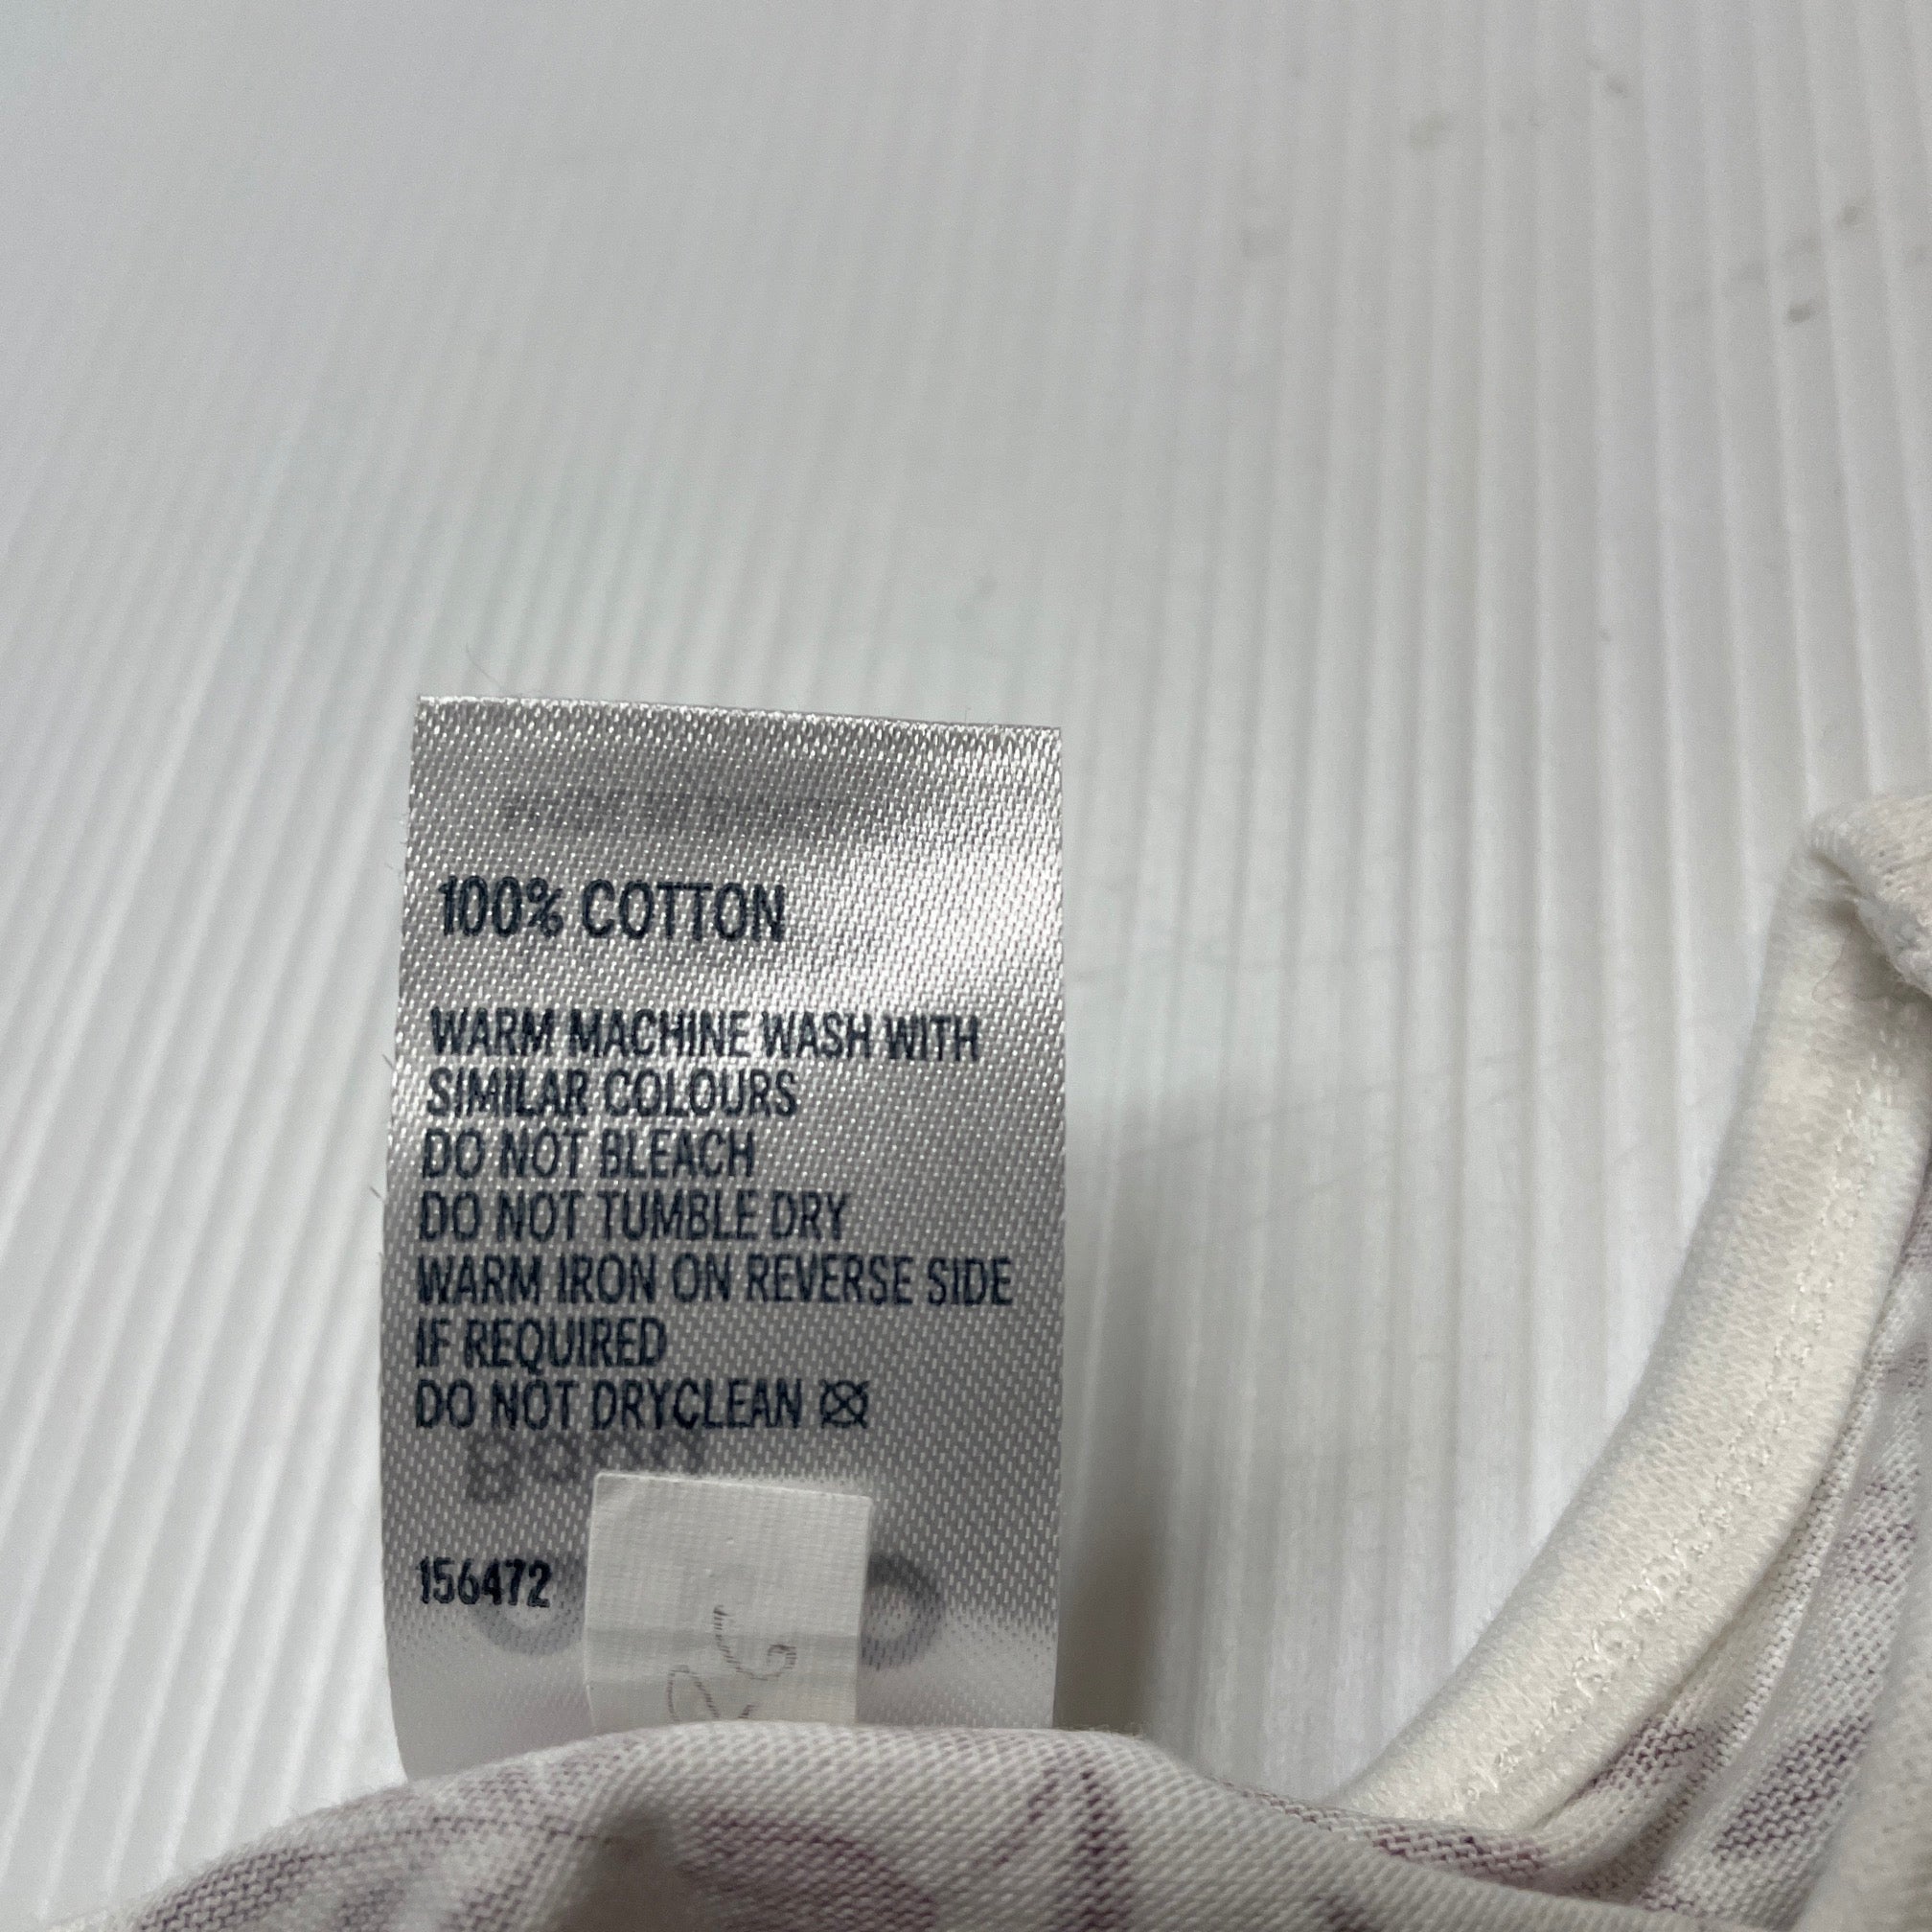 100% COTTON
WARM MACHINE WASH WITH
SIMILAR COLOURS
DO NOT BLEACH
DO NOT TUMBLE DRY
WARM IRON ON REVERSE SIDE
IF REQUIRED
DO NOT DRYCLEAN
156472